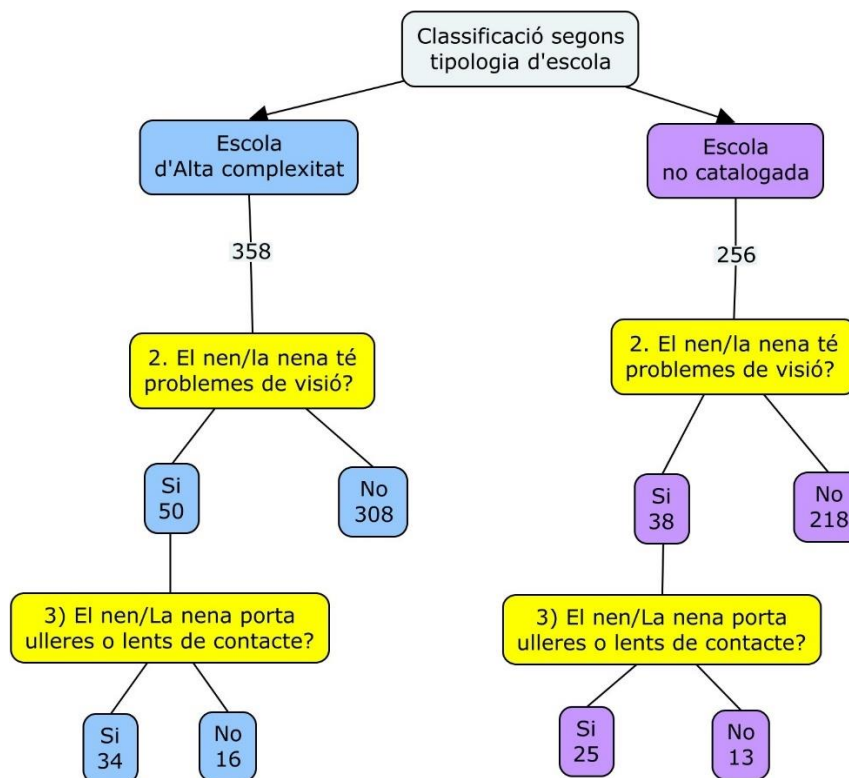 Classificació segons
tipologia d'escola
Escola
d'Alta complexitat
Escola
no catalogada
358
256
2. El nen/la nena té
problemes de visió?
2. El nen/la nena té
problemes de visió?
Si
50
No
308
Si
38
No
218
3) El nen/La nena porta
ulleres o lents de contacte?
3) El nen/La nena porta
ulleres o lents de contacte?
Si
34
No
16
Si
25
No
13